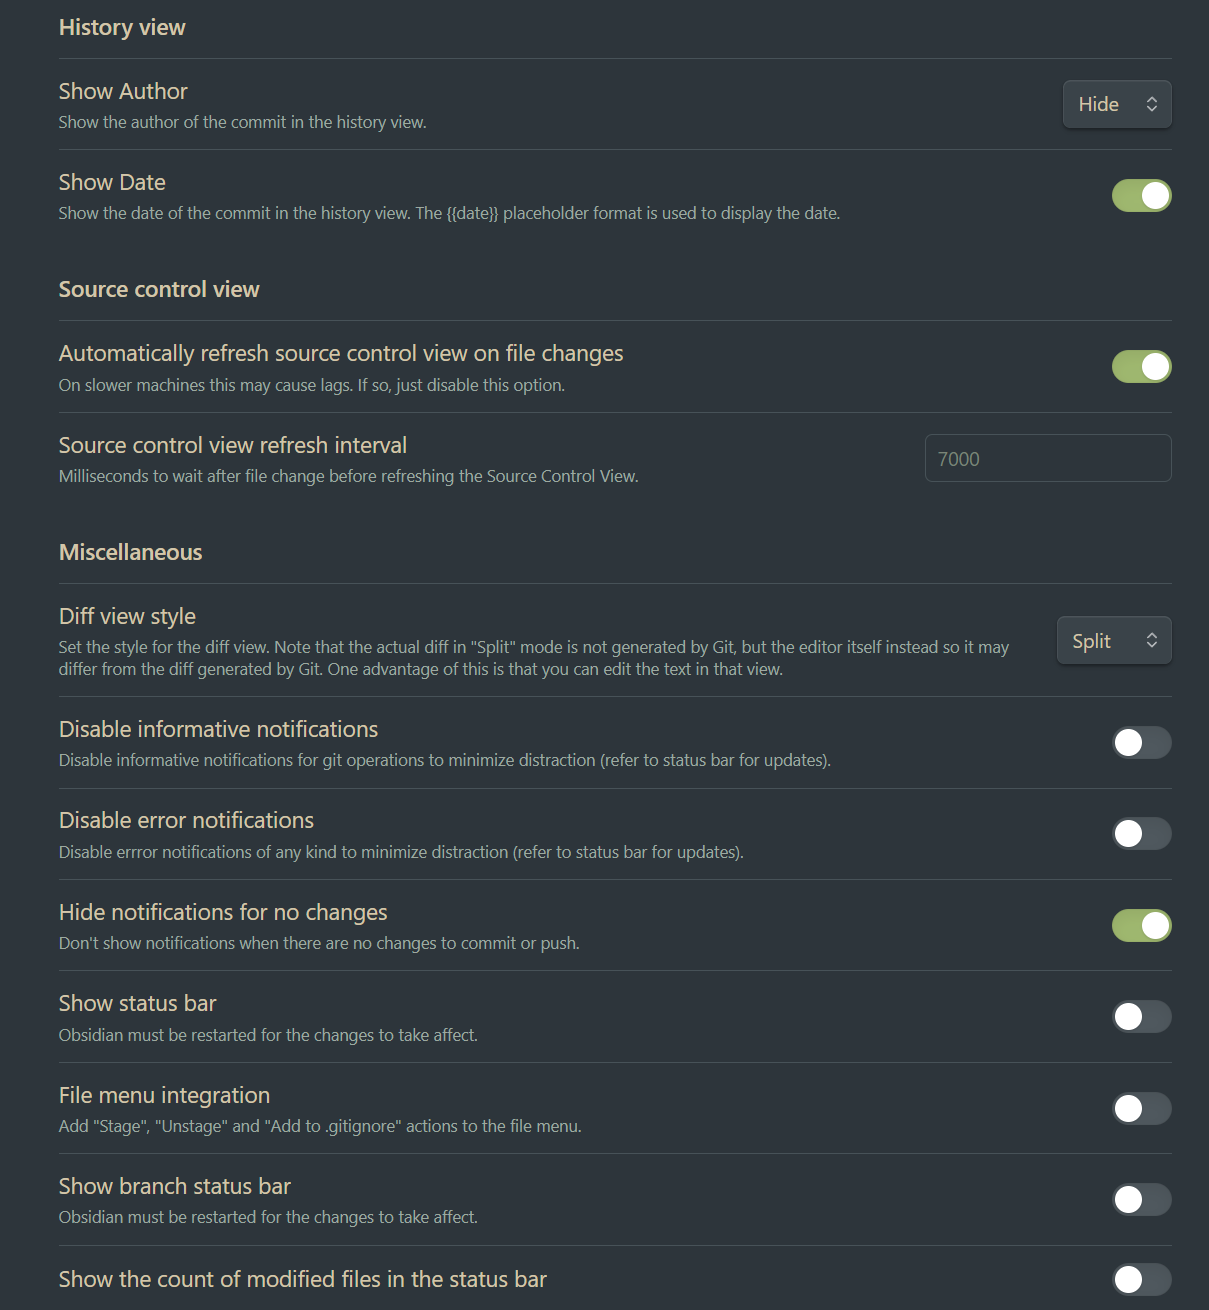 History view
Show Author
Show the author of the commit in the history view.
Hide
Show Date
Show the date of the commit in the history view. The {{date}} placeholder format is used to display the date.
Source control view
Automatically refresh source control view on file changes
On slower machines this may cause lags. If so, just disable this option.
Source control view refresh interval
Milliseconds to wait after file change before refreshing the Source Control View.
7000
Miscellaneous
Diff view style
Set the style for the diff view. Note that the actual diff in "Split" mode is not generated by Git, but the editor itself instead so it may
differ from the diff generated by Git. One advantage of this is that you can edit the text in that view.
Split
Disable informative notifications
Disable informative notifications for git operations to minimize distraction (refer to status bar for updates).
Disable error notifications
Disable errror notifications of any kind to minimize distraction (refer to status bar for updates).
Hide notifications for no changes
Don't show notifications when there are no changes to commit or push.
Show status bar
Obsidian must be restarted for the changes to take affect.
File menu integration
Add "Stage", "Unstage" and "Add to .gitignore" actions to the file menu.
Show branch status bar
Obsidian must be restarted for the changes to take affect.
Show the count of modified files in the status bar